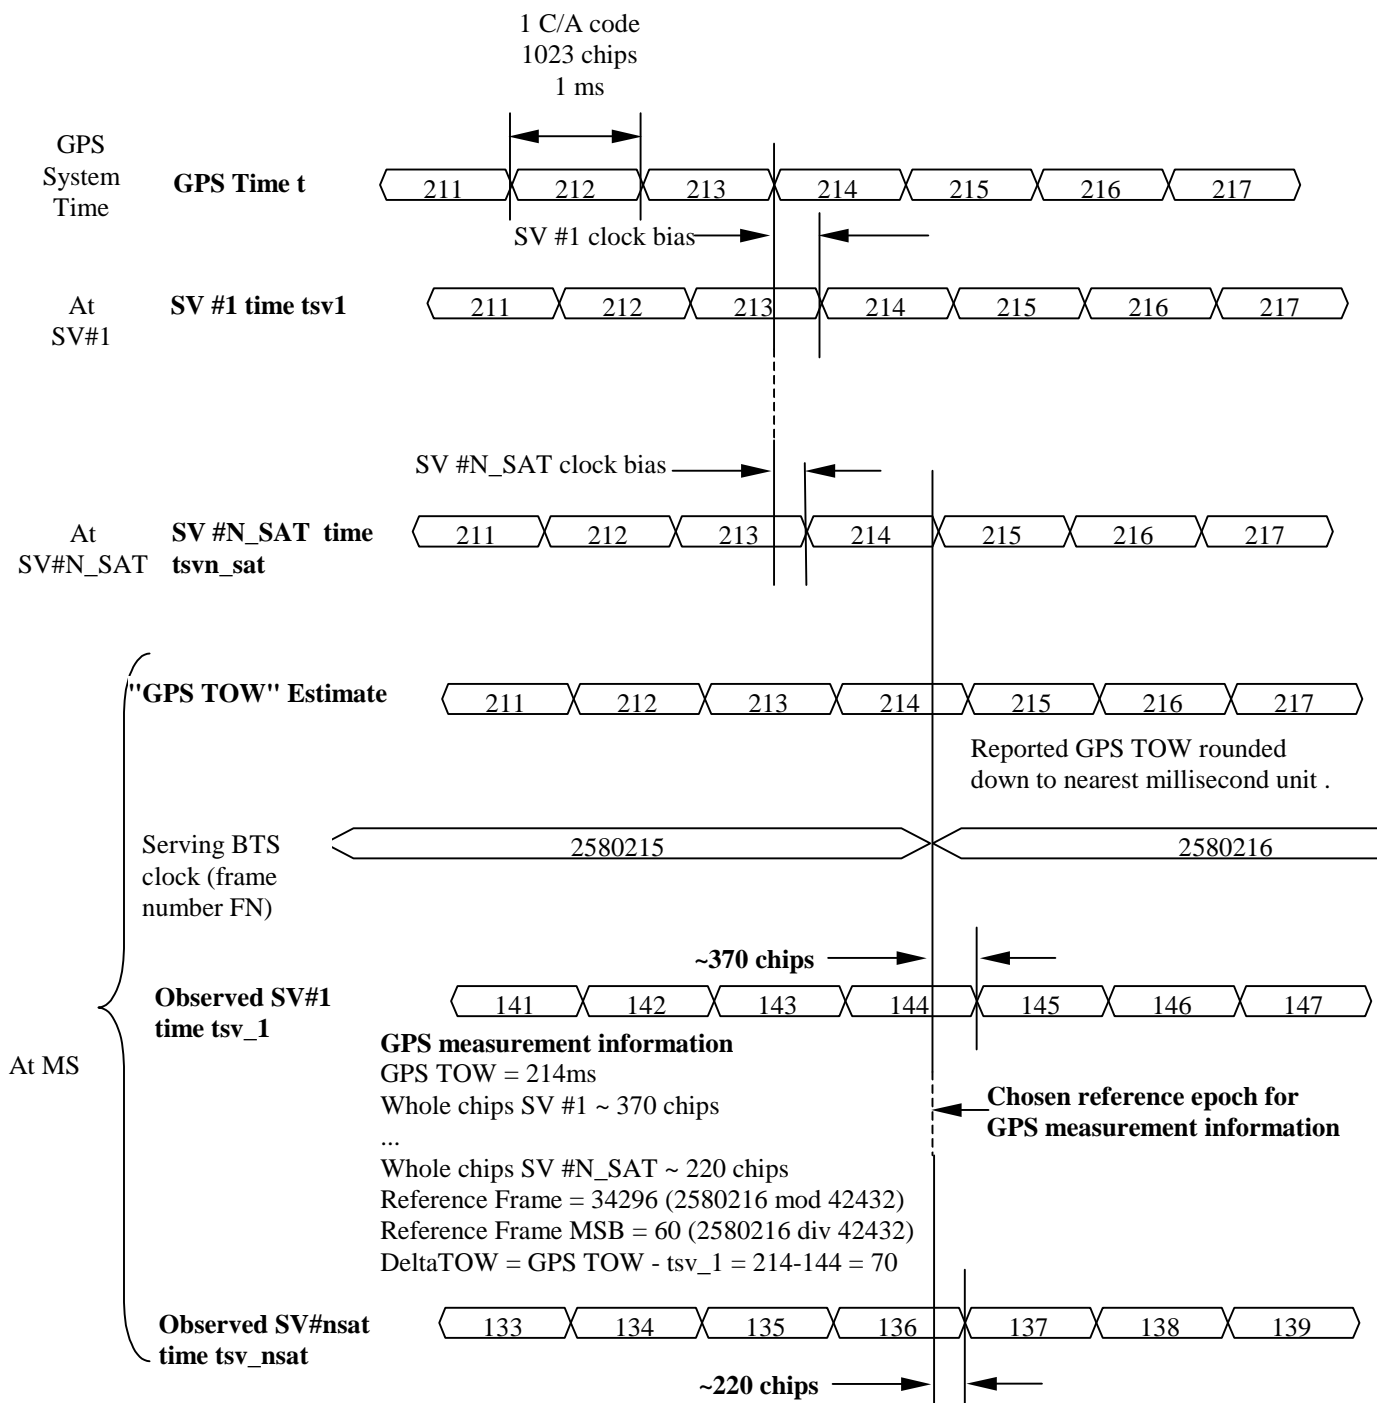 1 C/A code
1023 chips
1 ms
GPS
System
Time
GPS Time t
211 212 213 214 215 216 217
SV #1 clock bias
At
SV#1
SV #1 time tsv1
211 212 213 214 215 216 217
SV #N_SAT clock bias
At
SV#N_SAT
SV #N_SAT time
tsvn_sat
211 212 213 214 215 216 217
"GPS TOW" Estimate
211 212 213 214 215 216 217
Reported GPS TOW rounded
down to nearest millisecond unit .
Serving BTS
clock (frame
number FN)
2580215 2580216
~370 chips
Observed SV#1
time tsv_1
141 142 143 144 145 146 147
At MS
GPS measurement information
GPS TOW = 214ms
Whole chips SV #1 ~ 370 chips
...
Whole chips SV #N_SAT ~ 220 chips
Reference Frame = 34296 (2580216 mod 42432)
Reference Frame MSB = 60 (2580216 div 42432)
DeltaTOW = GPS TOW - tsv_1 = 214-144 = 70
Chosen reference epoch for
GPS measurement information
Observed SV#nsat
time tsv_nsat
133 134 135 136 137 138 139
~220 chips